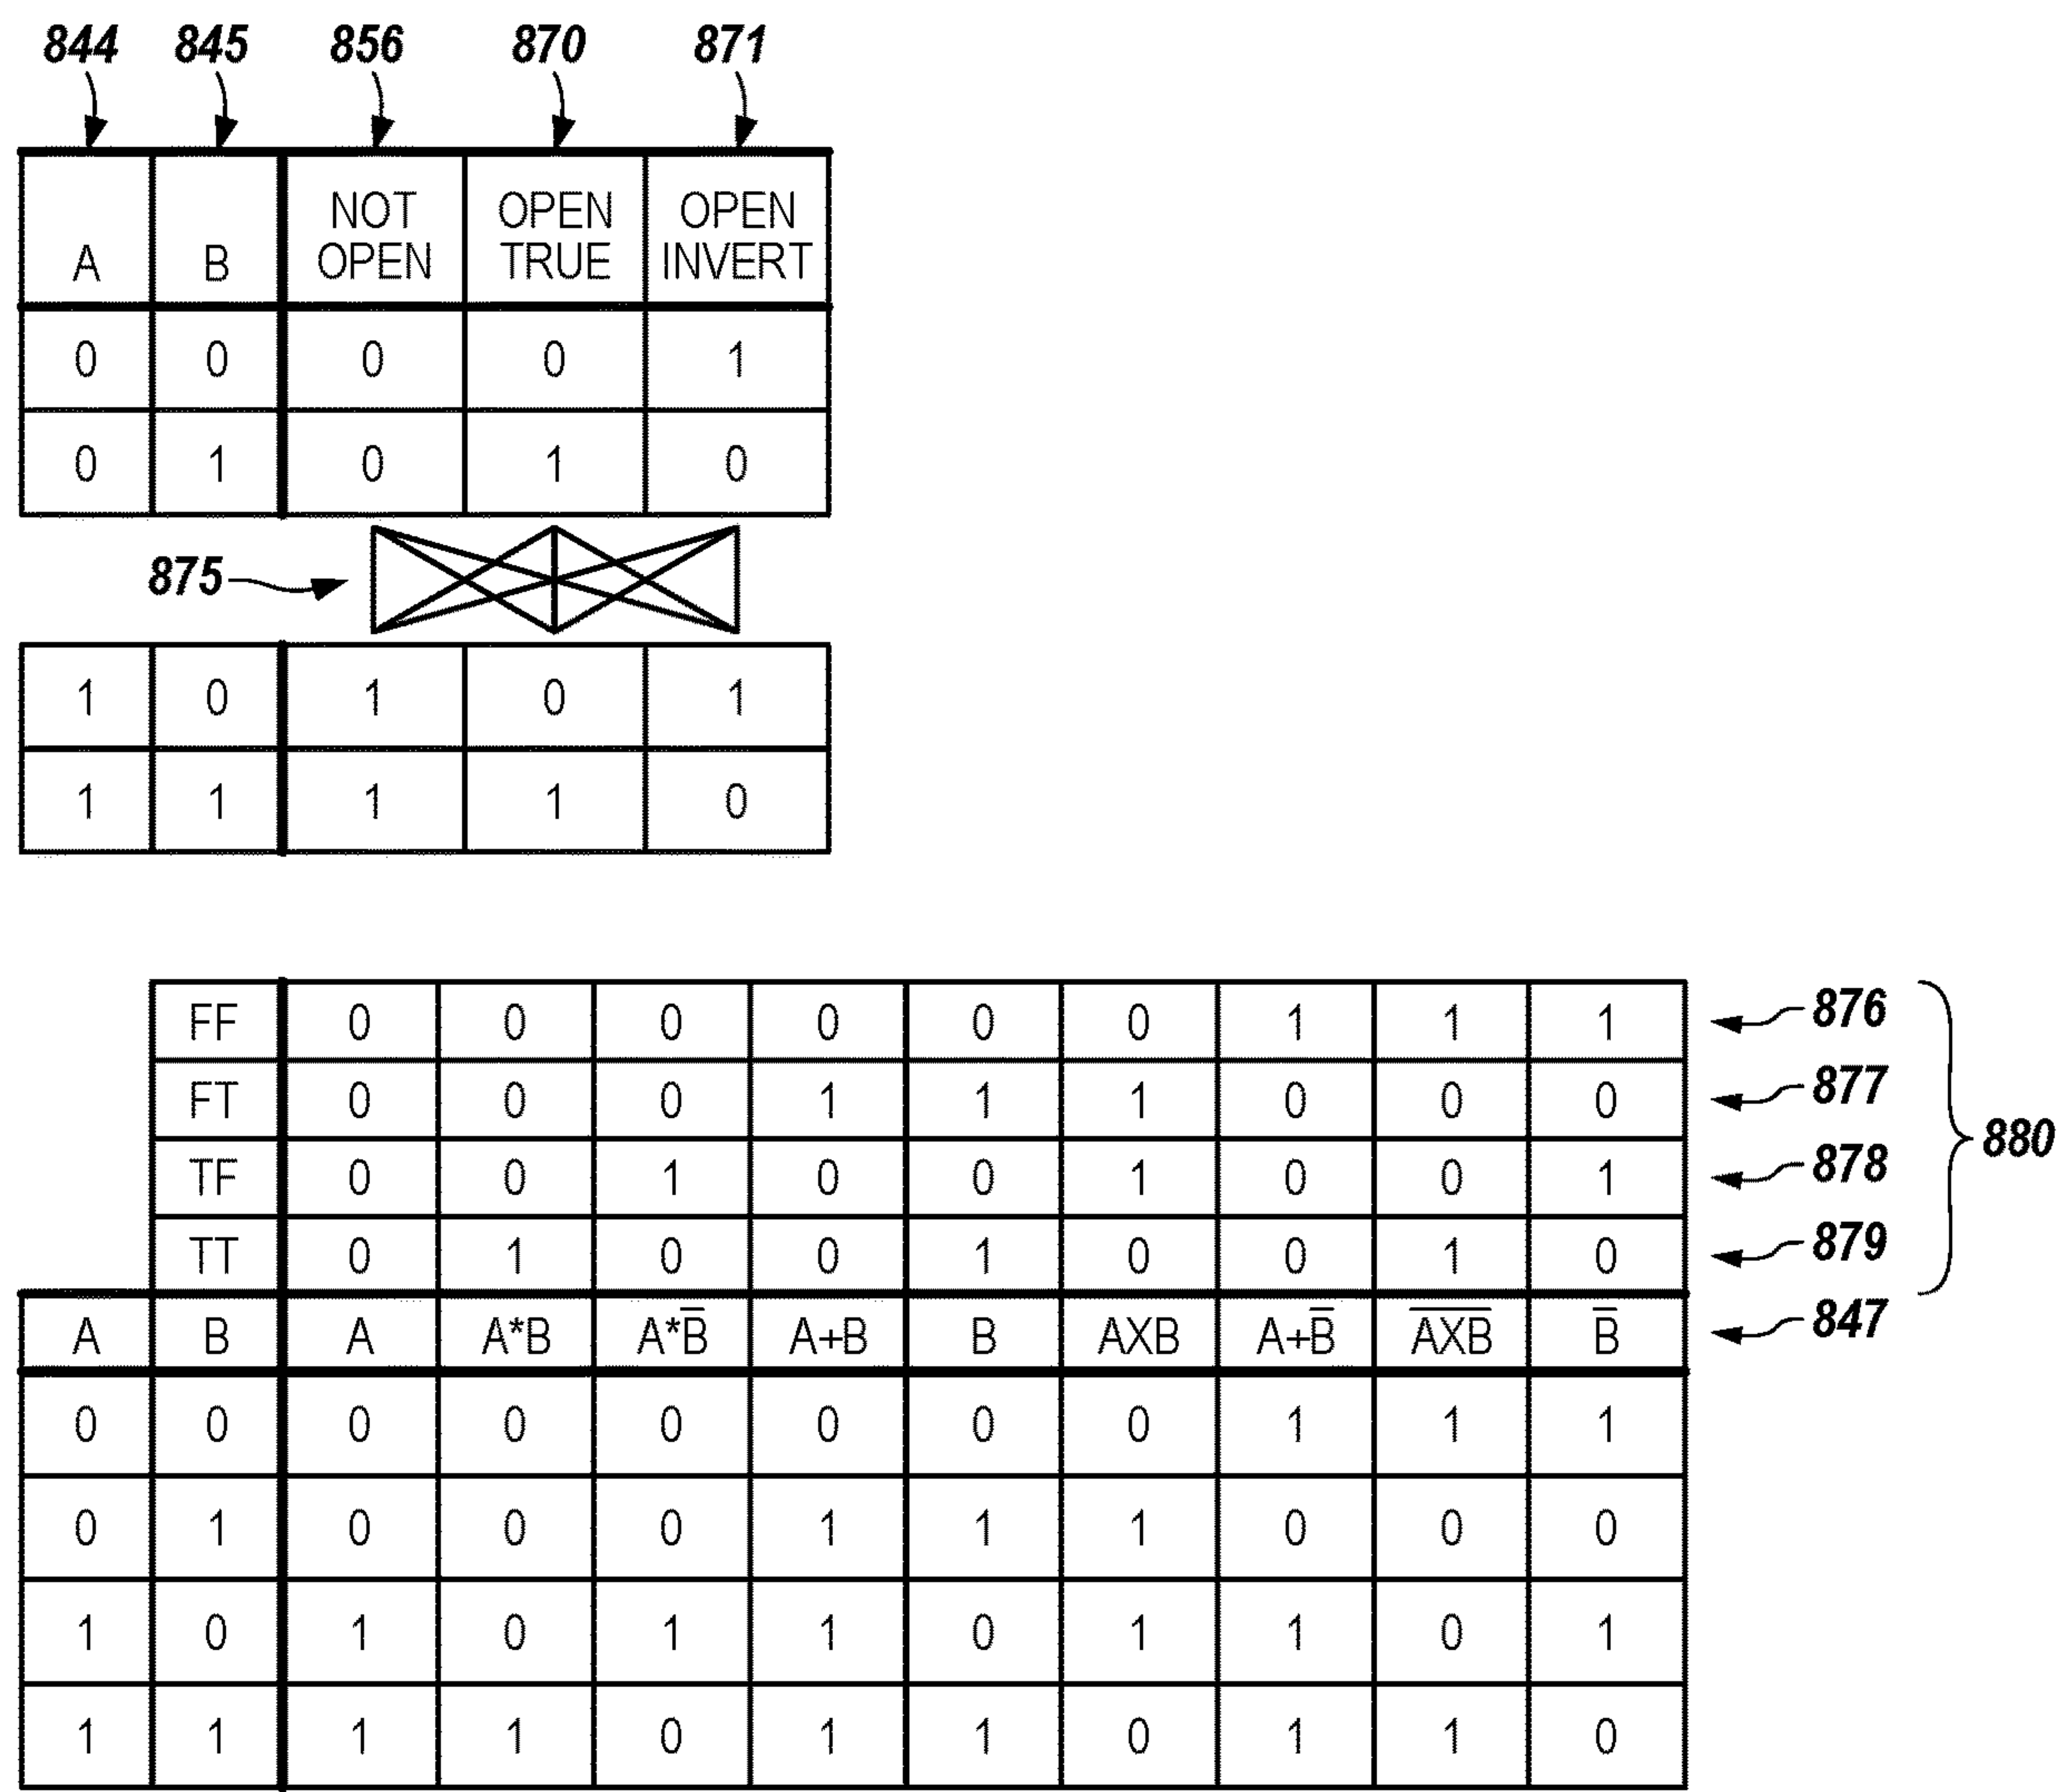 844 845 856 870 871
A B NOT OPEN OPEN TRUE OPEN INVERT
0 0 0 0 1
0 1 0 1 0
875
1 0 1 0 1
1 1 1 1 0
FF 0 0 0 0 0 0 1 1 1 876
FT 0 0 0 1 1 1 0 0 0 877
880
TF 0 0 1 0 0 1 0 0 1 878
TT 0 1 0 0 1 0 0 1 0 879
A B A A*B A*B̅ A+B B AXB A+B̅ A̅X̅B̅ B̅ 847
0 0 0 0 0 0 0 0 1 1 1
0 1 0 0 0 1 1 1 0 0 0
1 0 1 0 1 1 0 1 1 0 1
1 1 1 1 0 1 1 0 1 1 0